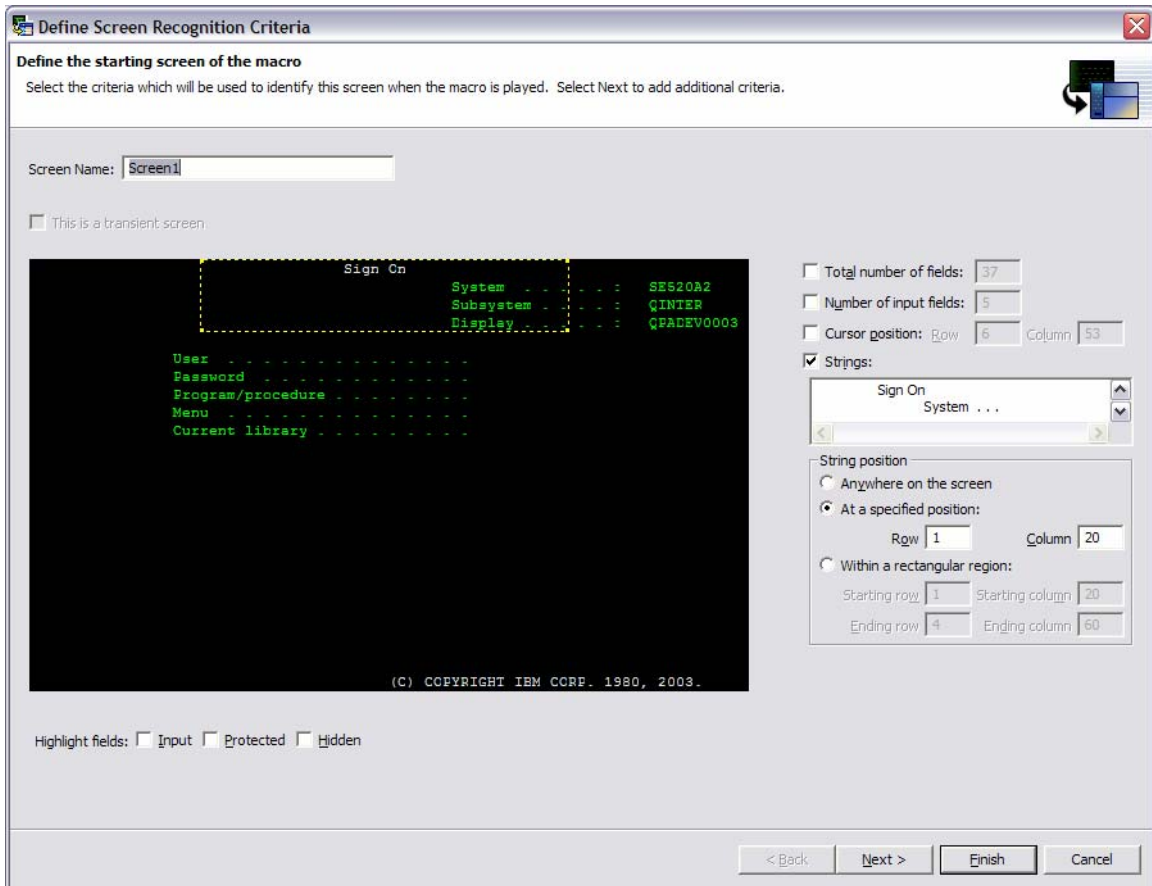 Define Screen Recognition Criteria
Define the starting screen of the macro
Select the criteria which will be used to identify this screen when the macro is played. Select Next to add additional criteria.
Screen Name: Screen1
This is a transient screen
Sign On
System . . . . . : SE520A2
Subsystem . . . . : QINTER
Display . . . . . : QPADEV0003
User . . . . . . . . . . . . . .
Password . . . . . . . . . . . .
Program/procedure . . . . . . . .
Menu . . . . . . . . . . . . . .
Current library . . . . . . . . .
(C) COPYRIGHT IBM CORP. 1980, 2003.
Total number of fields: 37
Number of input fields: 5
Cursor position: Row 6 Column 53
Strings:
Sign On
System . . .
String position
Anywhere on the screen
At a specified position:
Row 1 Column 20
Within a rectangular region:
Starting row 1 Starting column 20
Ending row 4 Ending column 60
Highlight fields: Input Protected Hidden
< Back Next > Finish Cancel